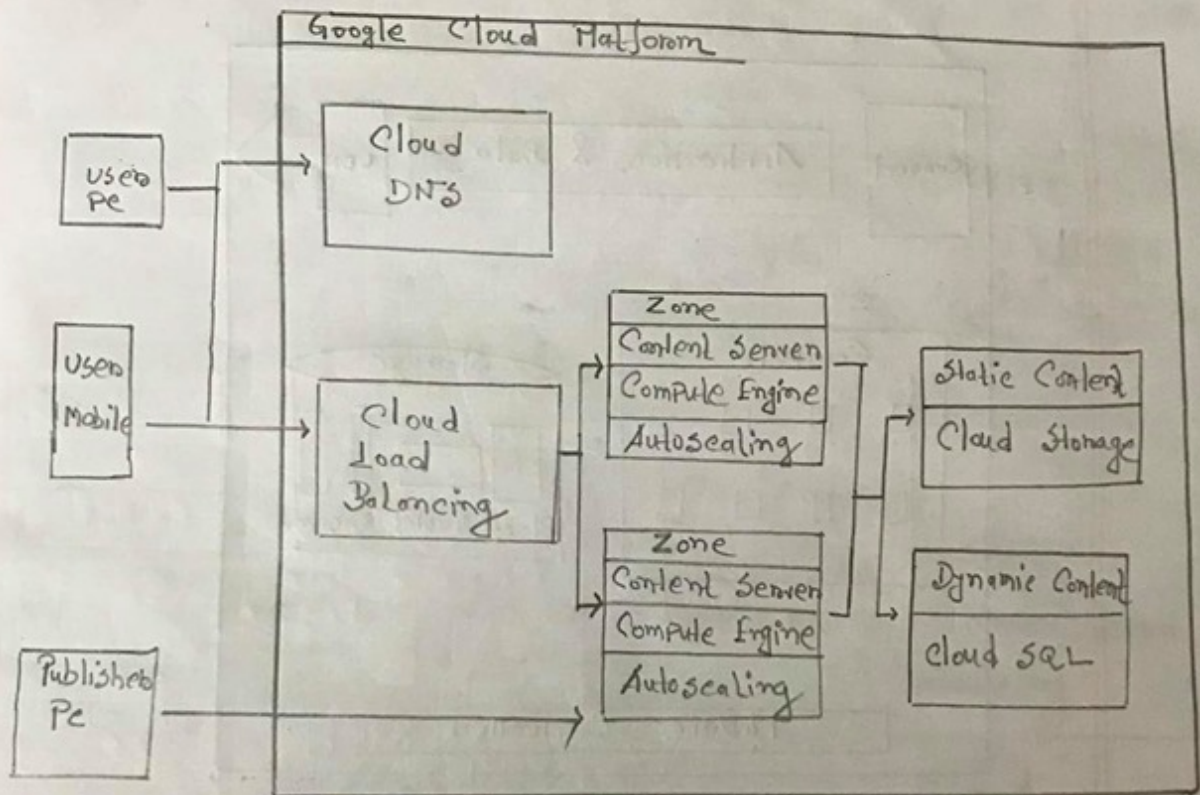 Google Cloud Platform
Cloud
DNS
User
PC
User
Mobile
Cloud
Load
Balancing
Zone
Content Server
Compute Engine
Autoscaling
Zone
Content Server
Compute Engine
Autoscaling
Static Content
Cloud Storage
Dynamic Content
Cloud SQL
Publisher
PC